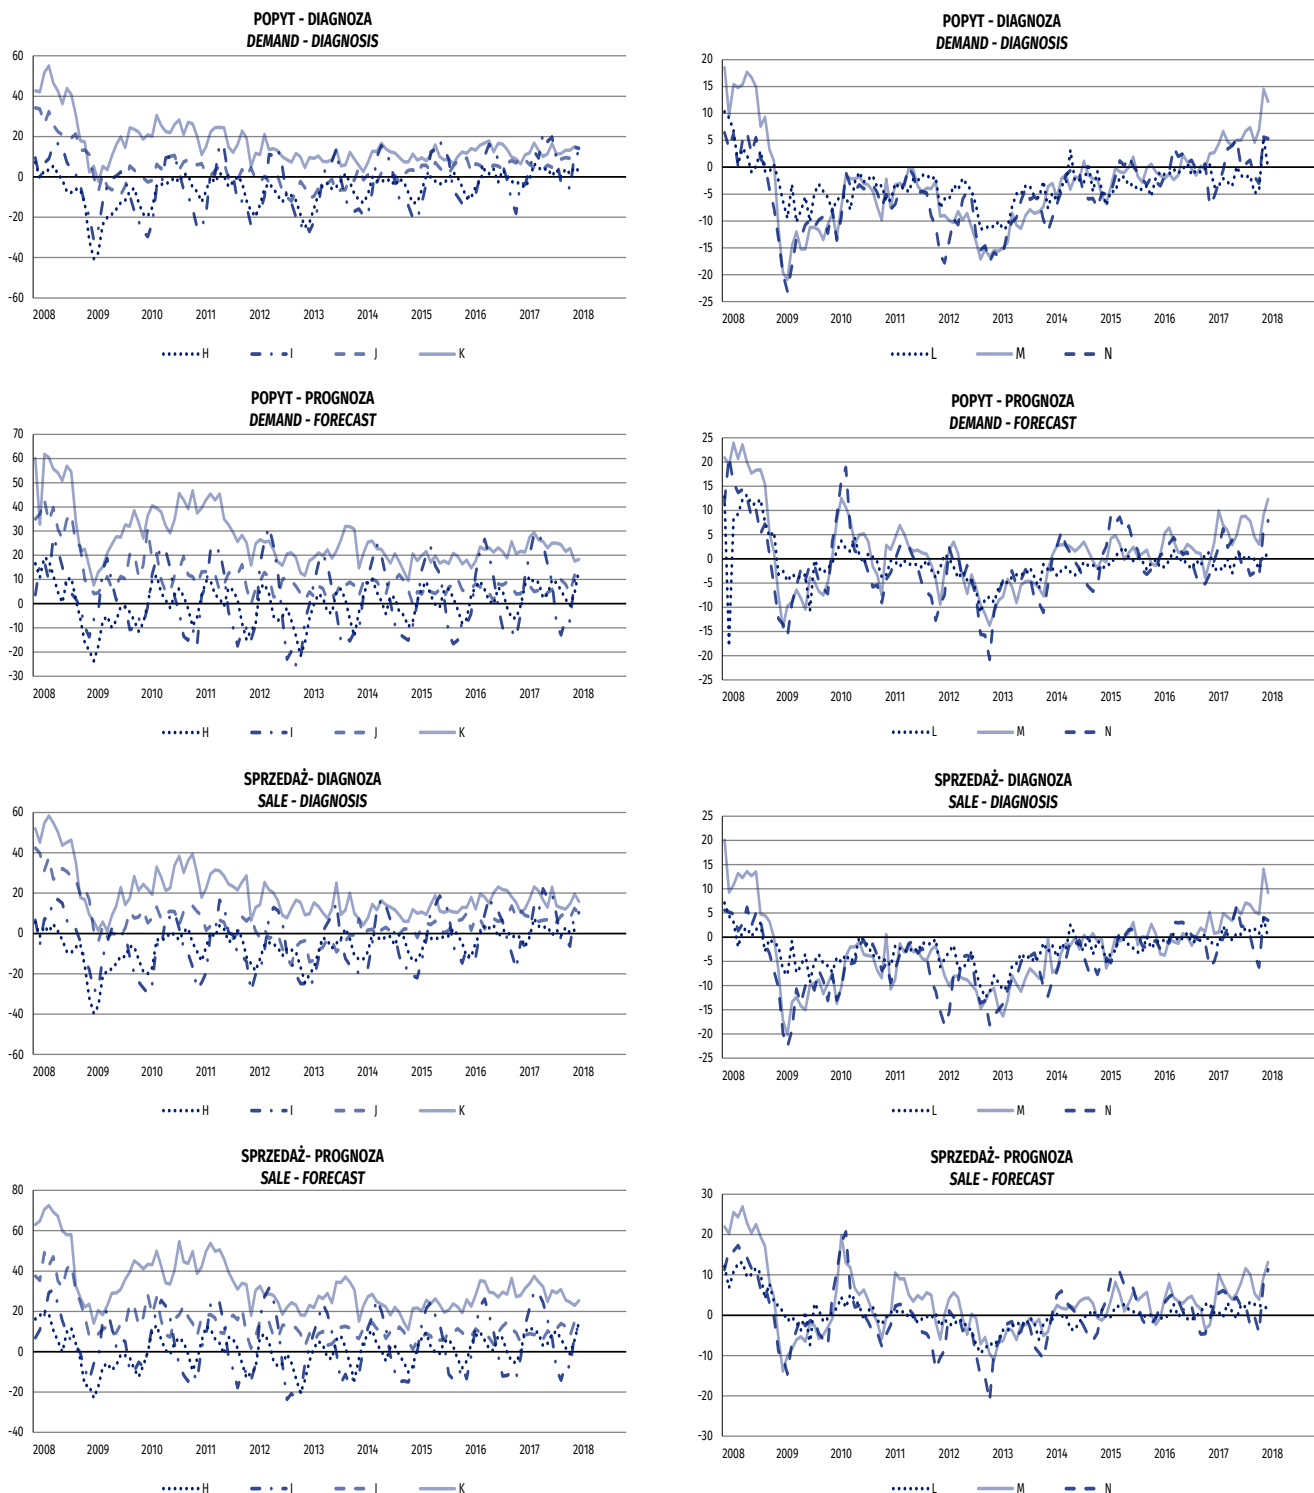 POPYT - DIAGNOZA
DEMAND - DIAGNOSIS
60
40
20
0
-20
-40
-60
2008 2009 2010 2011 2012 2013 2014 2015 2016 2017 2018
H I J K
POPYT - DIAGNOZA
DEMAND - DIAGNOSIS
20
15
10
5
0
-5
-10
-15
-20
-25
2008 2009 2010 2011 2012 2013 2014 2015 2016 2017 2018
L M N
POPYT - PROGNOZA
DEMAND - FORECAST
70
60
50
40
30
20
10
0
-10
-20
-30
2008 2009 2010 2011 2012 2013 2014 2015 2016 2017 2018
H I J K
POPYT - PROGNOZA
DEMAND - FORECAST
25
20
15
10
5
0
-5
-10
-15
-20
-25
2008 2009 2010 2011 2012 2013 2014 2015 2016 2017 2018
L M N
SPRZEDAŻ- DIAGNOZA
SALE - DIAGNOSIS
60
40
20
0
-20
-40
-60
2008 2009 2010 2011 2012 2013 2014 2015 2016 2017 2018
H I J K
SPRZEDAŻ- DIAGNOZA
SALE - DIAGNOSIS
25
20
15
10
5
0
-5
-10
-15
-20
-25
2008 2009 2010 2011 2012 2013 2014 2015 2016 2017 2018
L M N
SPRZEDAŻ- PROGNOZA
SALE - FORECAST
80
60
40
20
0
-20
-40
2008 2009 2010 2011 2012 2013 2014 2015 2016 2017 2018
H I J K
SPRZEDAŻ- PROGNOZA
SALE - FORECAST
30
20
10
0
-10
-20
-30
2008 2009 2010 2011 2012 2013 2014 2015 2016 2017 2018
L M N